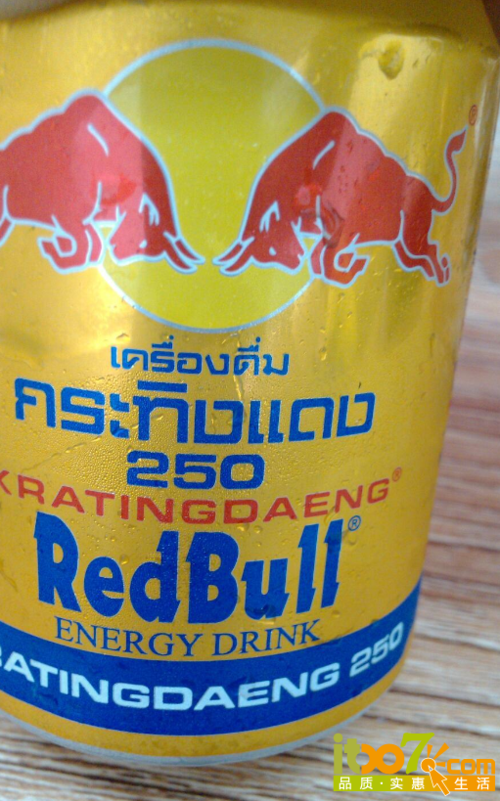 เครื่องดื่ม
กระทิงแดง
250
KRATINGDAENG®
RedBull®
ENERGY DRINK
RATINGDAENG 250
itbo7.com
品质·实惠·生活